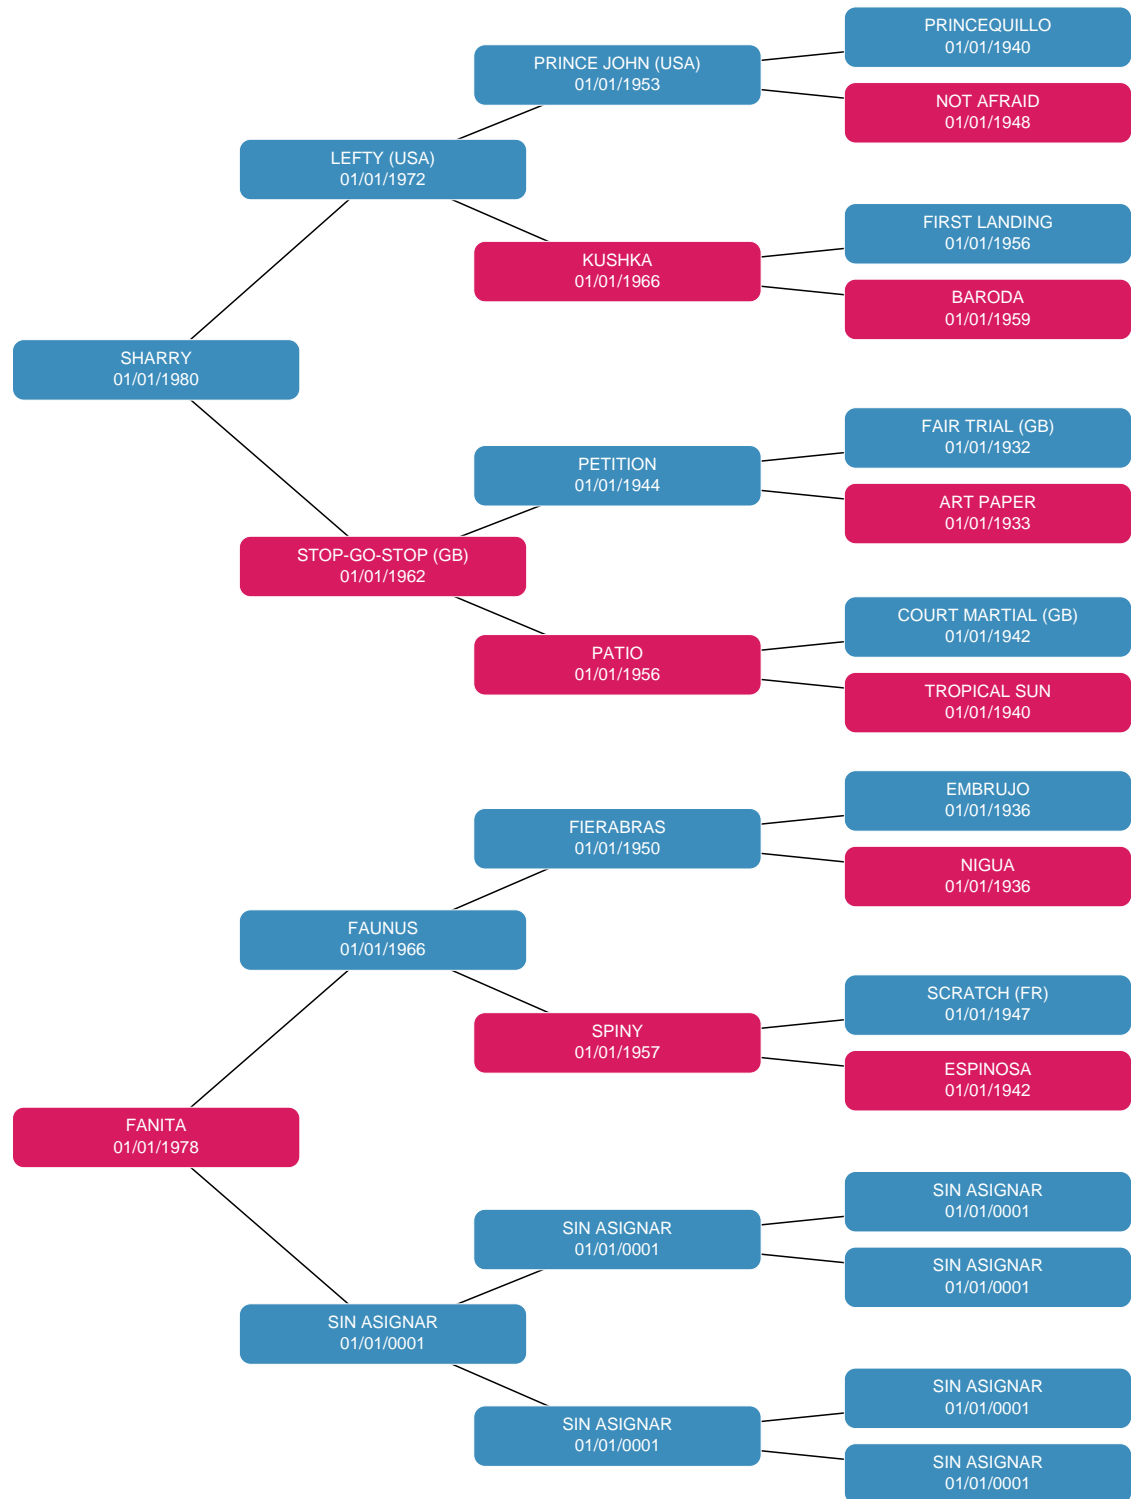 PRINCEQUILLO
01/01/1940
PRINCE JOHN (USA)
01/01/1953
NOT AFRAID
01/01/1948
LEFTY (USA)
01/01/1972
FIRST LANDING
01/01/1956
KUSHKA
01/01/1966
BARODA
01/01/1959
SHARRY
01/01/1980
FAIR TRIAL (GB)
01/01/1932
PETITION
01/01/1944
ART PAPER
01/01/1933
STOP-GO-STOP (GB)
01/01/1962
COURT MARTIAL (GB)
01/01/1942
PATIO
01/01/1956
TROPICAL SUN
01/01/1940
EMBRUJO
01/01/1936
FIERABRAS
01/01/1950
NIGUA
01/01/1936
FAUNUS
01/01/1966
SCRATCH (FR)
01/01/1947
SPINY
01/01/1957
ESPINOSA
01/01/1942
FANITA
01/01/1978
SIN ASIGNAR
01/01/0001
SIN ASIGNAR
01/01/0001
SIN ASIGNAR
01/01/0001
SIN ASIGNAR
01/01/0001
SIN ASIGNAR
01/01/0001
SIN ASIGNAR
01/01/0001
SIN ASIGNAR
01/01/0001